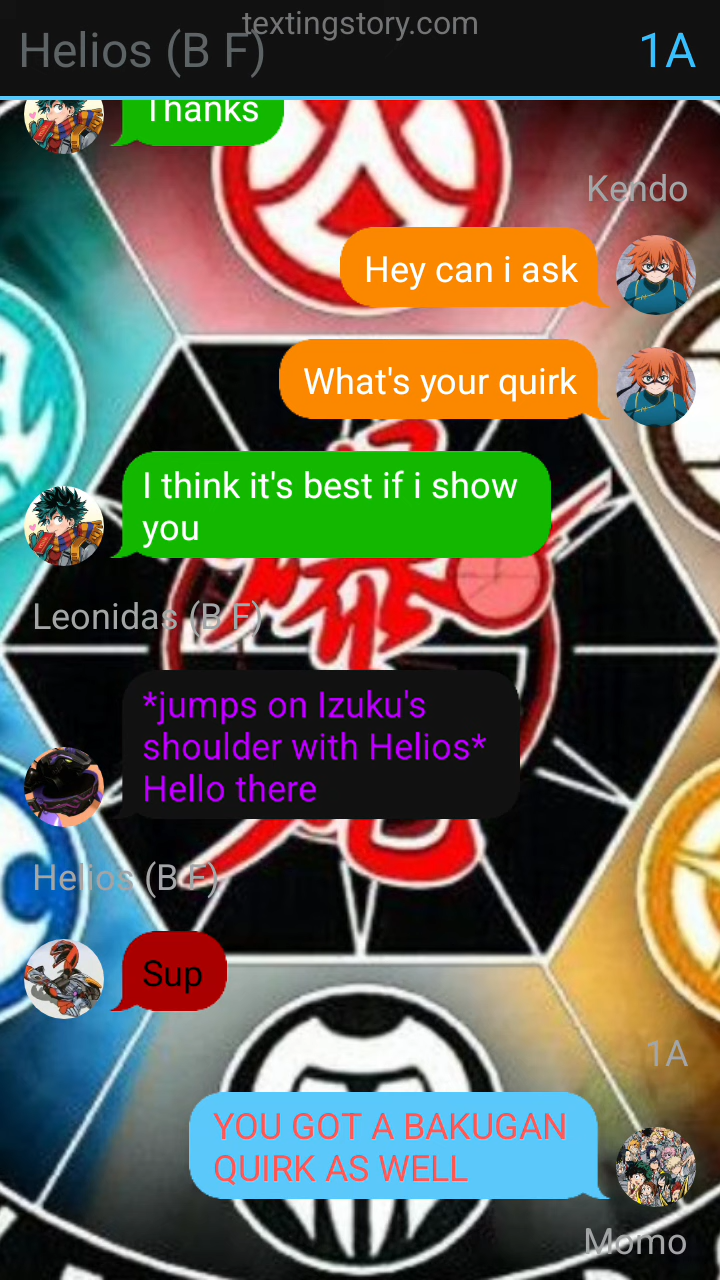 textingstory.com
Helios (B F)
1A
Thanks
Kendo
Hey can i ask
What's your quirk
I think it's best if i show
you
Leonidas (B F)
*jumps on Izuku's
shoulder with Helios*
Hello there
Helios (B F)
Sup
1A
YOU GOT A BAKUGAN
QUIRK AS WELL
Momo